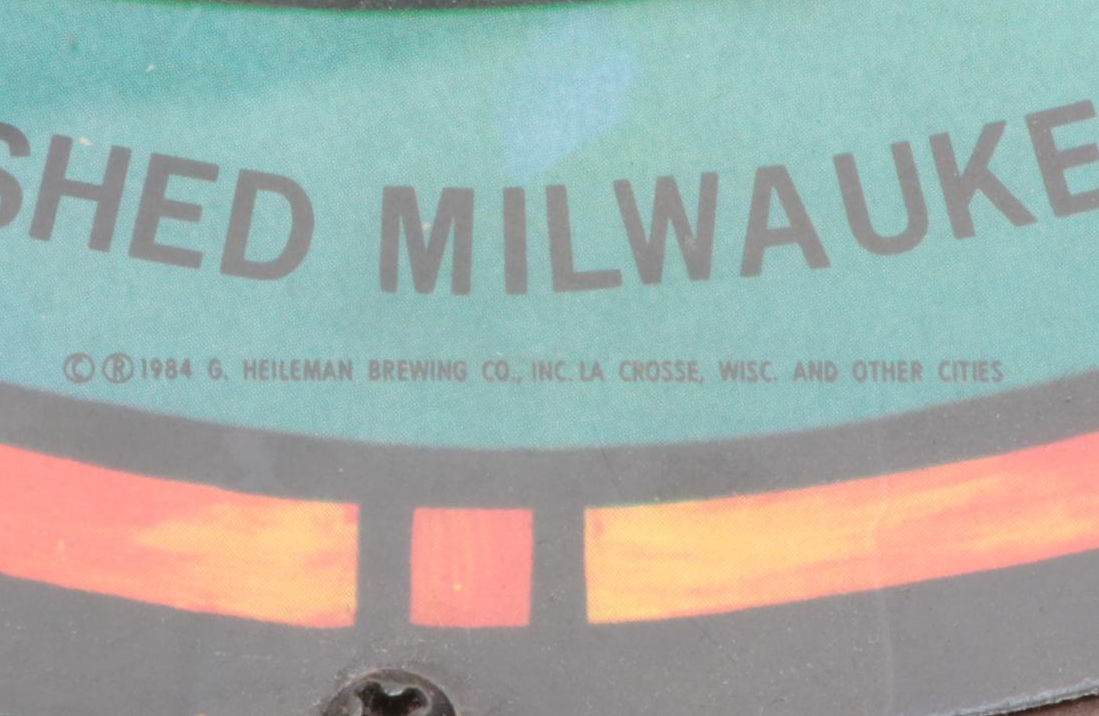 SHED MILWAUKE
©®1984 G. HEILEMAN BREWING CO., INC. LA CROSSE, WISC. AND OTHER CITIES